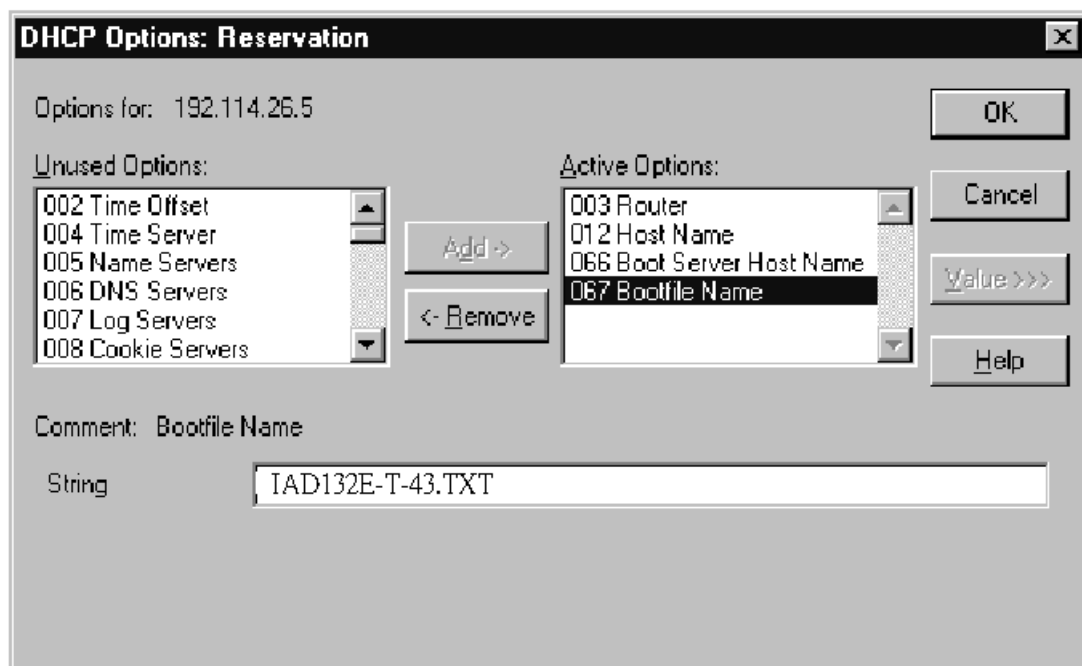 DHCP Options: Reservation
Options for: 192.114.26.5
OK
Unused Options:
Active Options:
002 Time Offset
004 Time Server
005 Name Servers
006 DNS Servers
007 Log Servers
008 Cookie Servers
Add ->
<- Remove
003 Router
012 Host Name
066 Boot Server Host Name
067 Bootfile Name
Cancel
Value >>>
Help
Comment: Bootfile Name
String
IAD132E-T-43.TXT